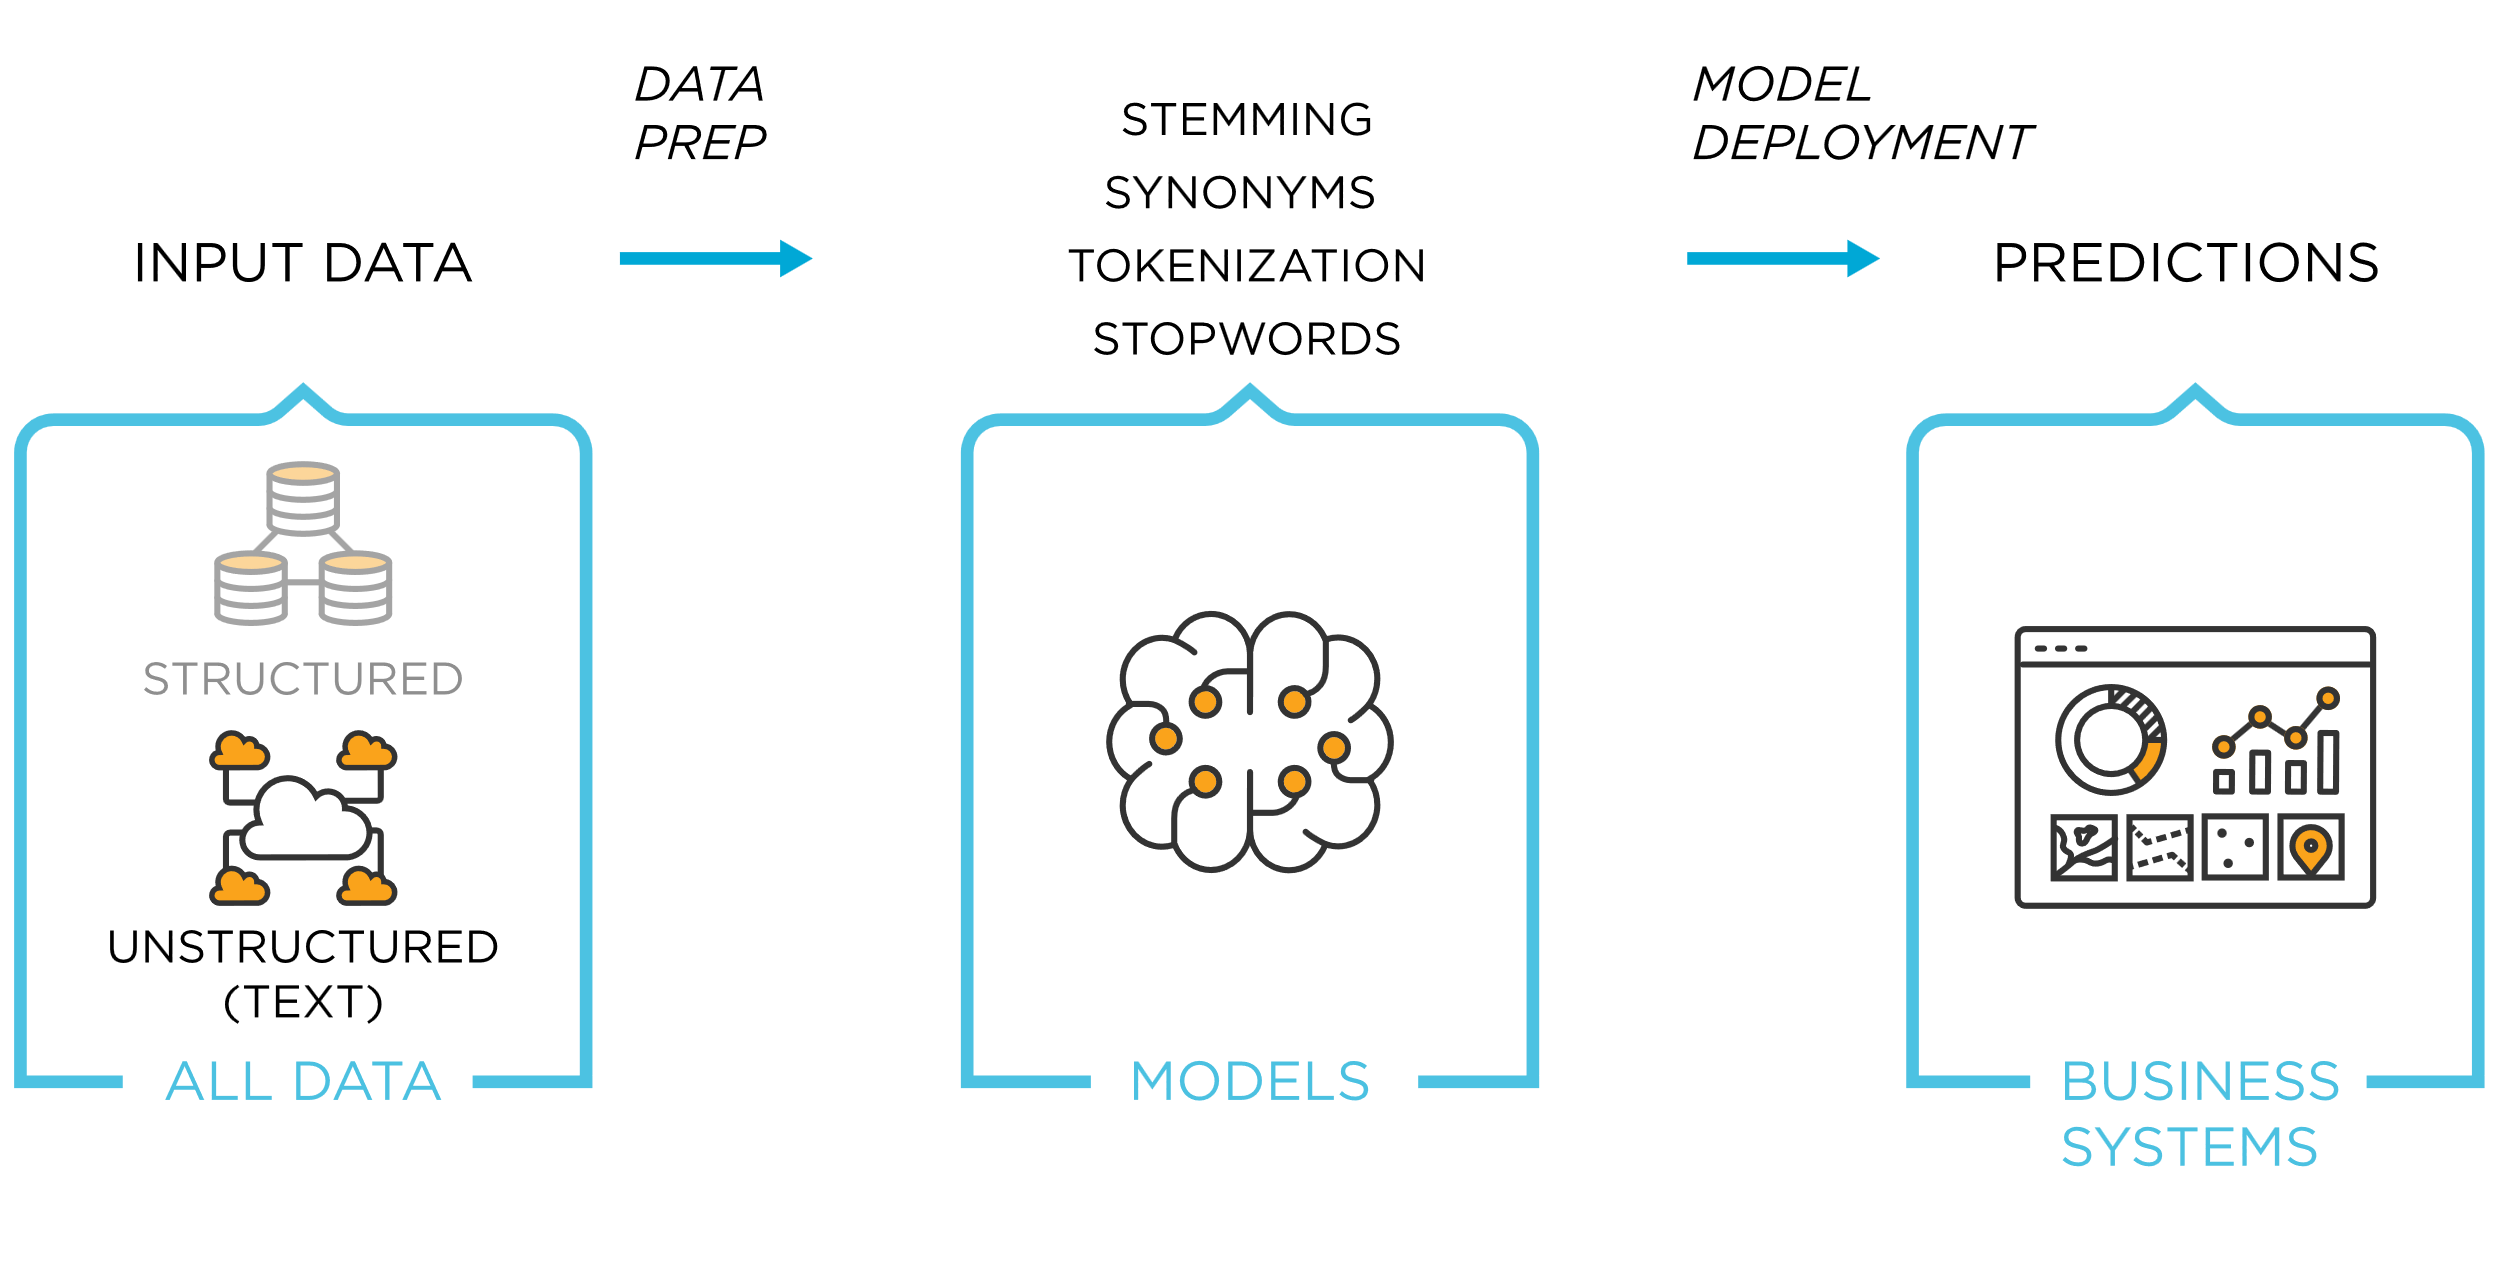 DATA
PREP
STEMMING
SYNONYMS
TOKENIZATION
STOPWORDS
MODEL
DEPLOYMENT
INPUT DATA
PREDICTIONS
STRUCTURED
UNSTRUCTURED
(TEXT)
ALL DATA
MODELS
BUSINESS
SYSTEMS